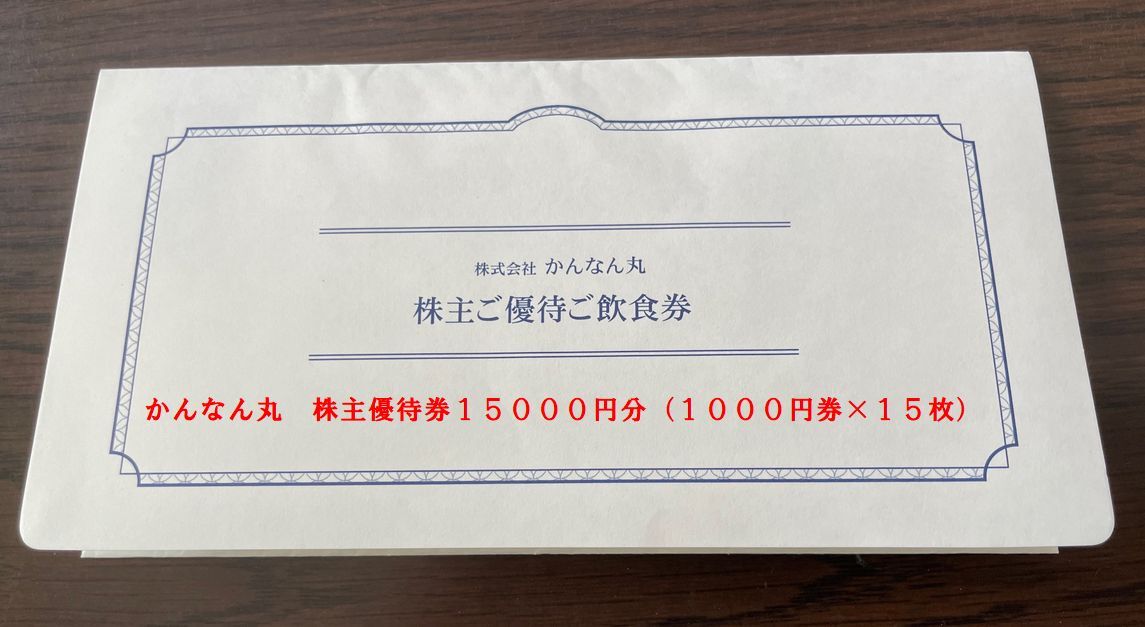 株式会社 かんなん丸
株主ご優待ご飲食券
かんなん丸　株主優待券１５０００円分（１０００円券×１５枚）